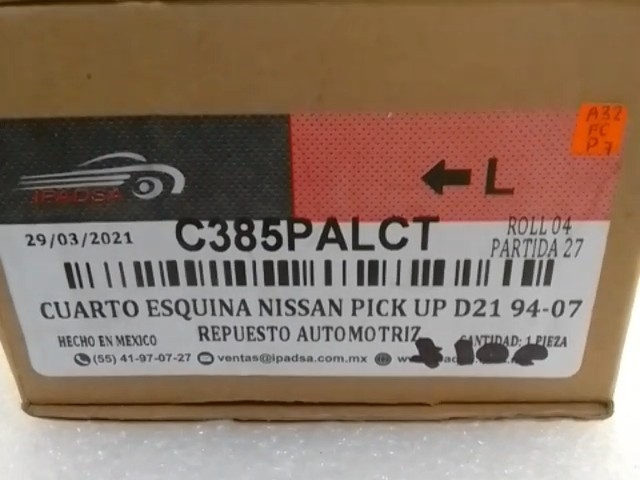 A32
FC
P7
IPADSA
L
29/03/2021
C385PALCT
ROLL 04
PARTIDA 27
CUARTO ESQUINA NISSAN PICK UP D21 94-07
HECHO EN MEXICO
REPUESTO AUTOMOTRIZ
CANTIDAD: 1 PIEZA
(55) 41-97-07-27 ventas@ipadsa.com.mx